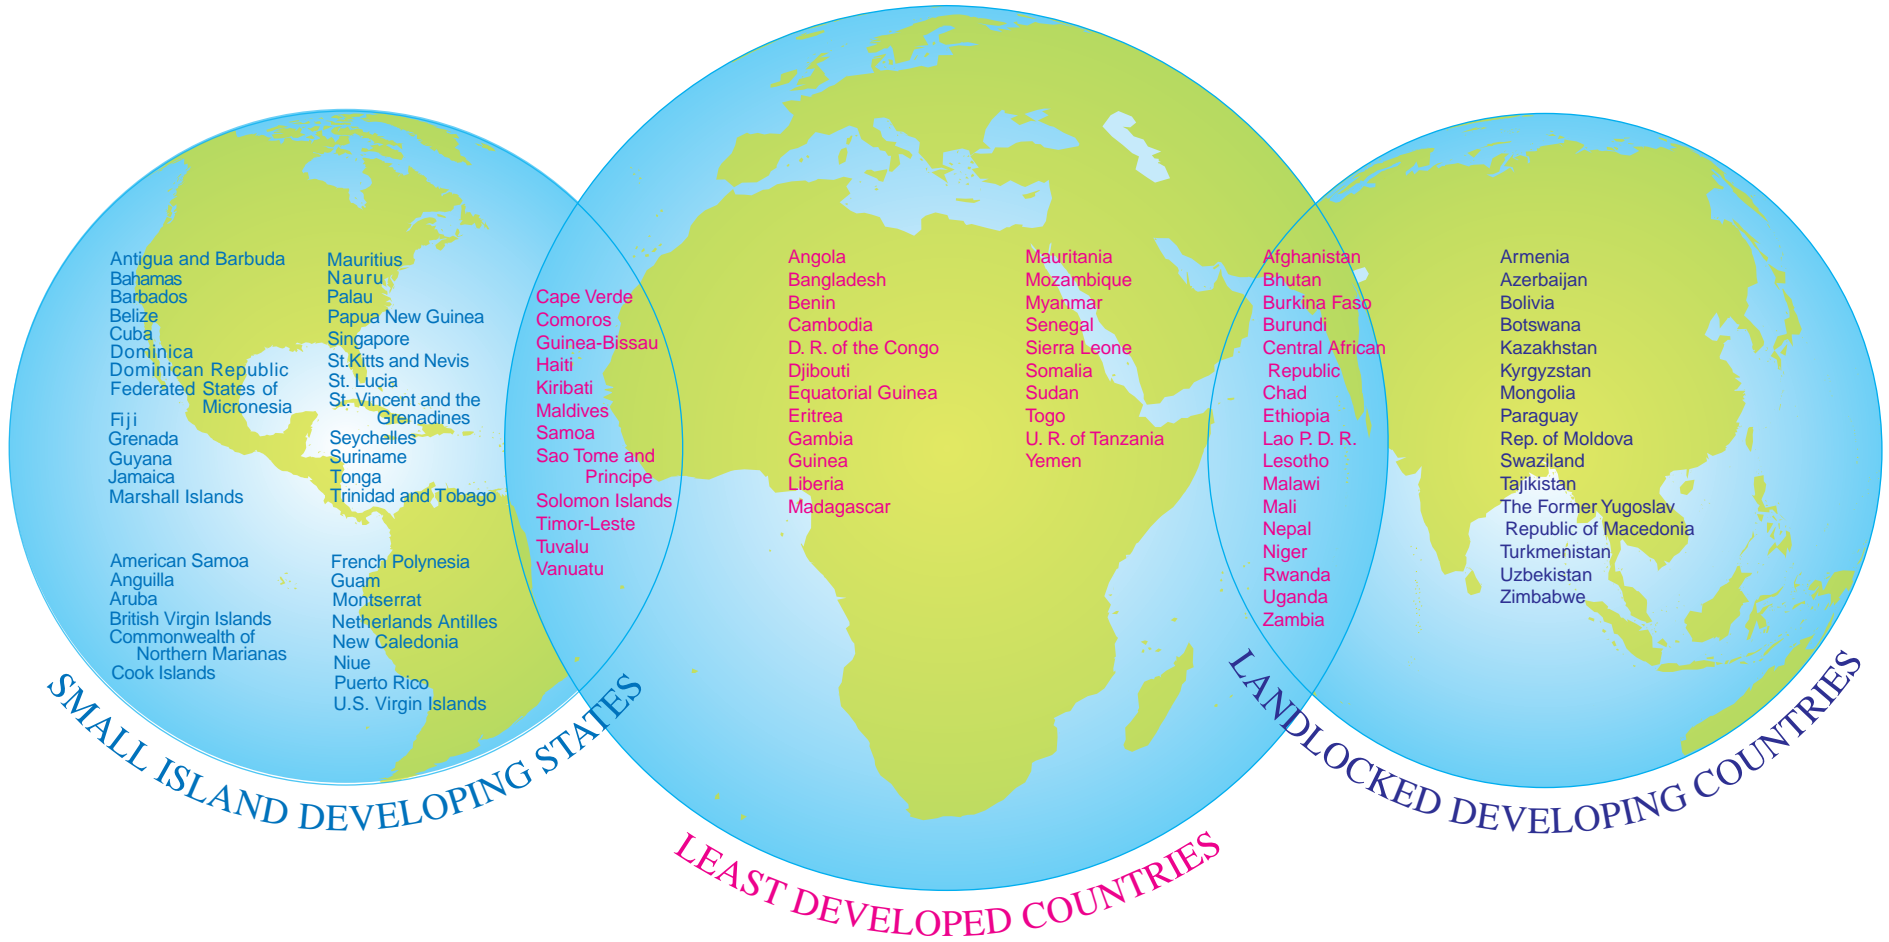 Antigua and Barbuda
Bahamas
Barbados
Belize
Cuba
Dominica
Dominican Republic
Federated States of
Micronesia
Fiji
Grenada
Guyana
Jamaica
Marshall Islands
Mauritius
Nauru
Palau
Papua New Guinea
Singapore
St.Kitts and Nevis
St. Lucia
St. Vincent and the
Grenadines
Seychelles
Suriname
Tonga
Trinidad and Tobago
American Samoa
Anguilla
Aruba
British Virgin Islands
Commonwealth of
Northern Marianas
Cook Islands
French Polynesia
Guam
Montserrat
Netherlands Antilles
New Caledonia
Niue
Puerto Rico
U.S. Virgin Islands
SMALL ISLAND DEVELOPING STATES
Cape Verde
Comoros
Guinea-Bissau
Haiti
Kiribati
Maldives
Samoa
Sao Tome and
Principe
Solomon Islands
Timor-Leste
Tuvalu
Vanuatu
Angola
Bangladesh
Benin
Cambodia
D. R. of the Congo
Djibouti
Equatorial Guinea
Eritrea
Gambia
Guinea
Liberia
Madagascar
Mauritania
Mozambique
Myanmar
Senegal
Sierra Leone
Somalia
Sudan
Togo
U. R. of Tanzania
Yemen
LEAST DEVELOPED COUNTRIES
Afghanistan
Bhutan
Burkina Faso
Burundi
Central African
Republic
Chad
Ethiopia
Lao P. D. R.
Lesotho
Malawi
Mali
Nepal
Niger
Rwanda
Uganda
Zambia
Armenia
Azerbaijan
Bolivia
Botswana
Kazakhstan
Kyrgyzstan
Mongolia
Paraguay
Rep. of Moldova
Swaziland
Tajikistan
The Former Yugoslav
Republic of Macedonia
Turkmenistan
Uzbekistan
Zimbabwe
LANDLOCKED DEVELOPING COUNTRIES